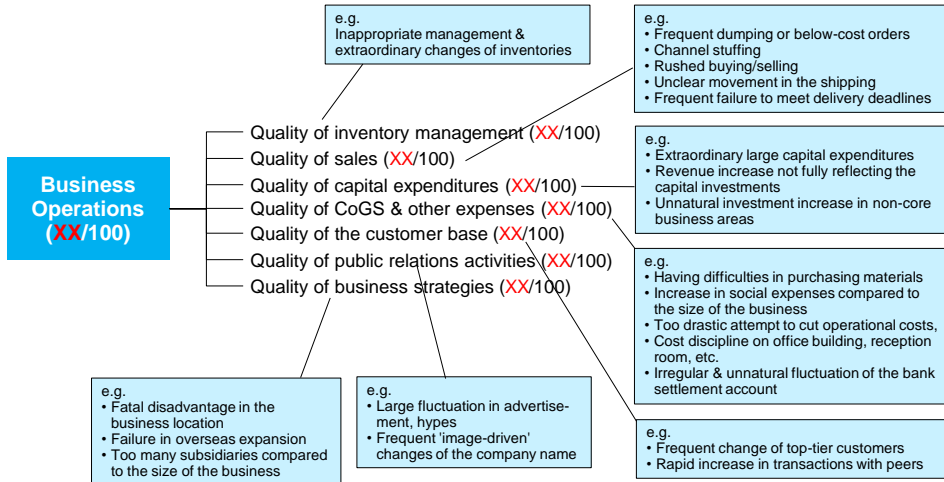 e.g.
Inappropriate management &
extraordinary changes of inventories
e.g.
• Frequent dumping or below-cost orders
• Channel stuffing
• Rushed buying/selling
• Unclear movement in the shipping
• Frequent failure to meet delivery deadlines
Business
Operations
(XX/100)
Quality of inventory management (XX/100)
Quality of sales (XX/100)
Quality of capital expenditures (XX/100)
Quality of CoGS & other expenses (XX/100)
Quality of the customer base (XX/100)
Quality of public relations activities (XX/100)
Quality of business strategies (XX/100)
e.g.
• Extraordinary large capital expenditures
• Revenue increase not fully reflecting the
capital investments
• Unnatural investment increase in non-core
business areas
e.g.
• Having difficulties in purchasing materials
• Increase in social expenses compared to
the size of the business
• Too drastic attempt to cut operational costs,
• Cost discipline on office building, reception
room, etc.
• Irregular & unnatural fluctuation of the bank
settlement account
e.g.
• Fatal disadvantage in the
business location
• Failure in overseas expansion
• Too many subsidiaries compared
to the size of the business
e.g.
• Large fluctuation in advertise-
ment, hypes
• Frequent 'image-driven'
changes of the company name
e.g.
• Frequent change of top-tier customers
• Rapid increase in transactions with peers